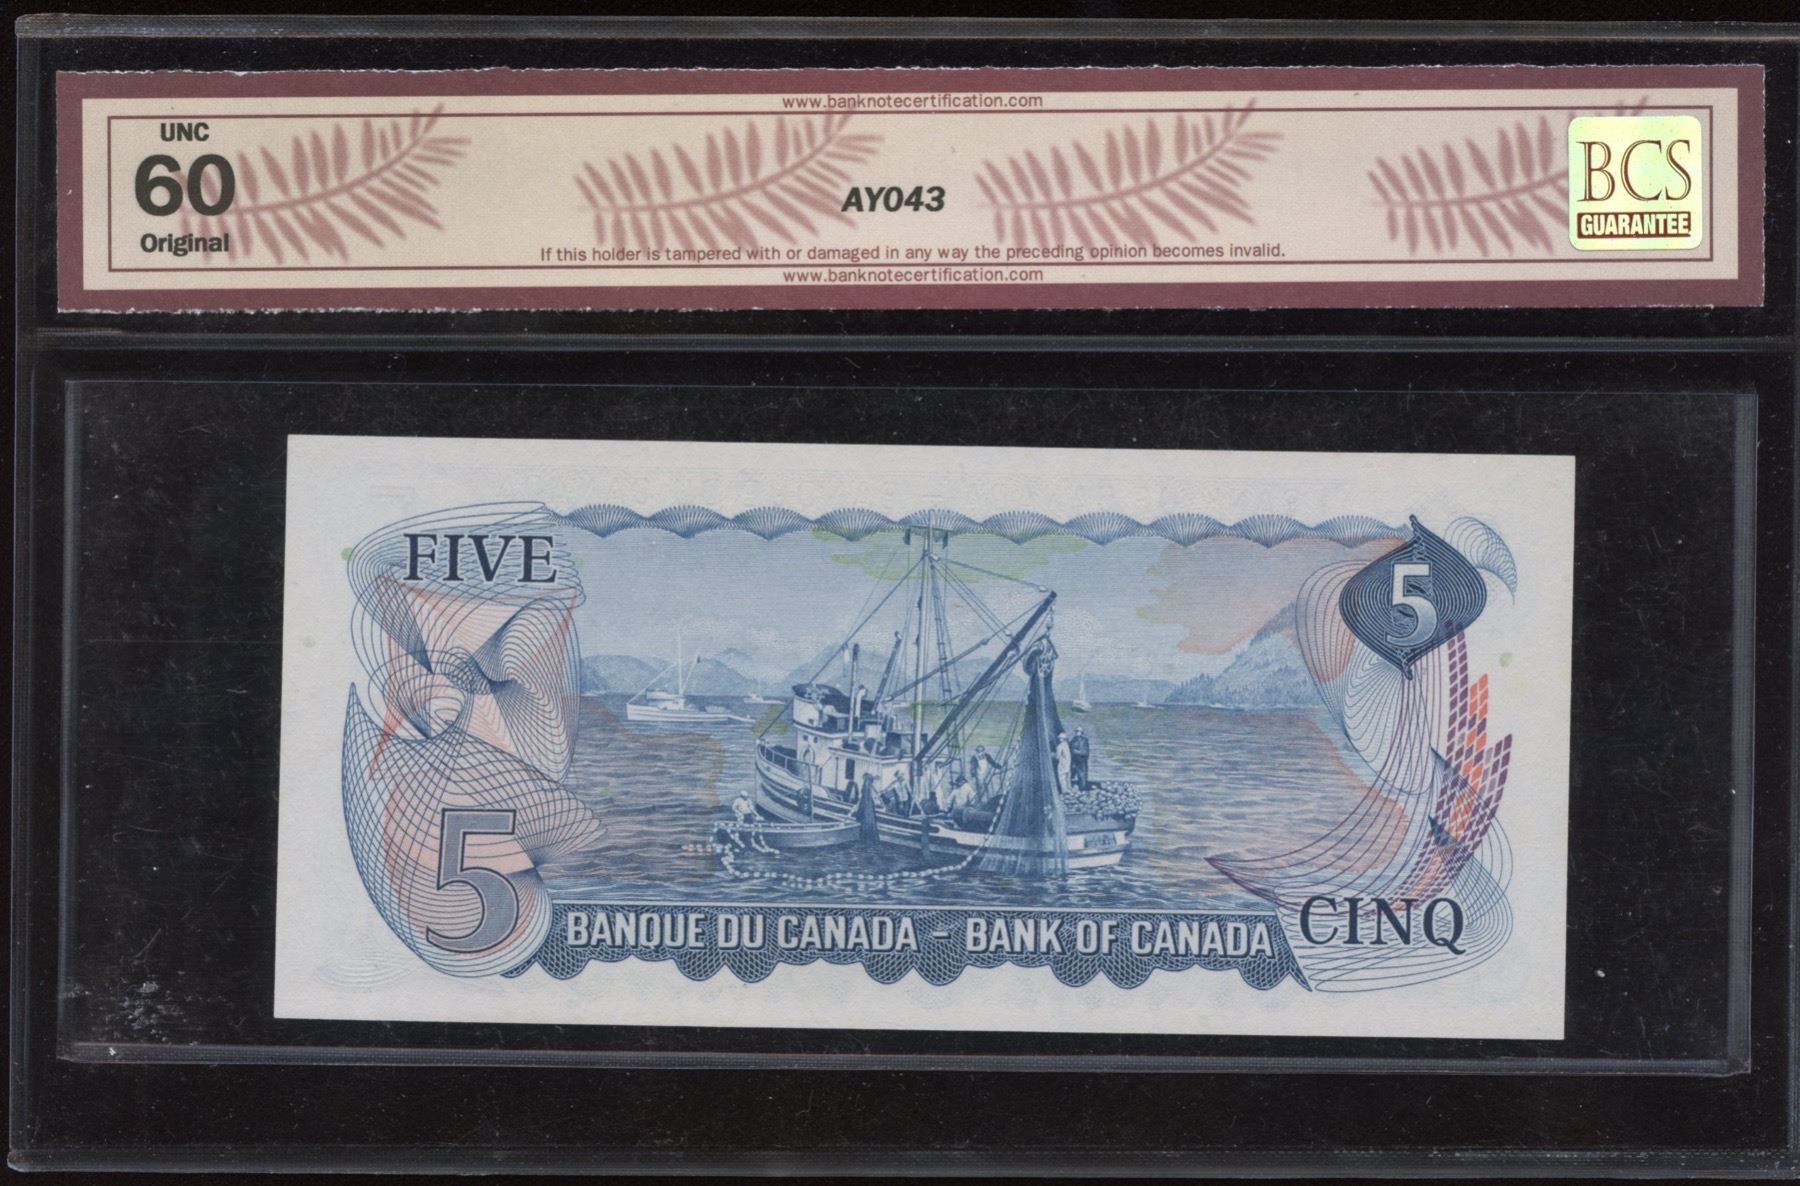 www.banknotecertification.com
UNC
60
Original
AY043
BCS
GUARANTEE
If this holder is tampered with or damaged in any way the preceding opinion becomes invalid.
www.banknotecertification.com
FIVE
5
5
BANQUE DU CANADA - BANK OF CANADA
CINQ